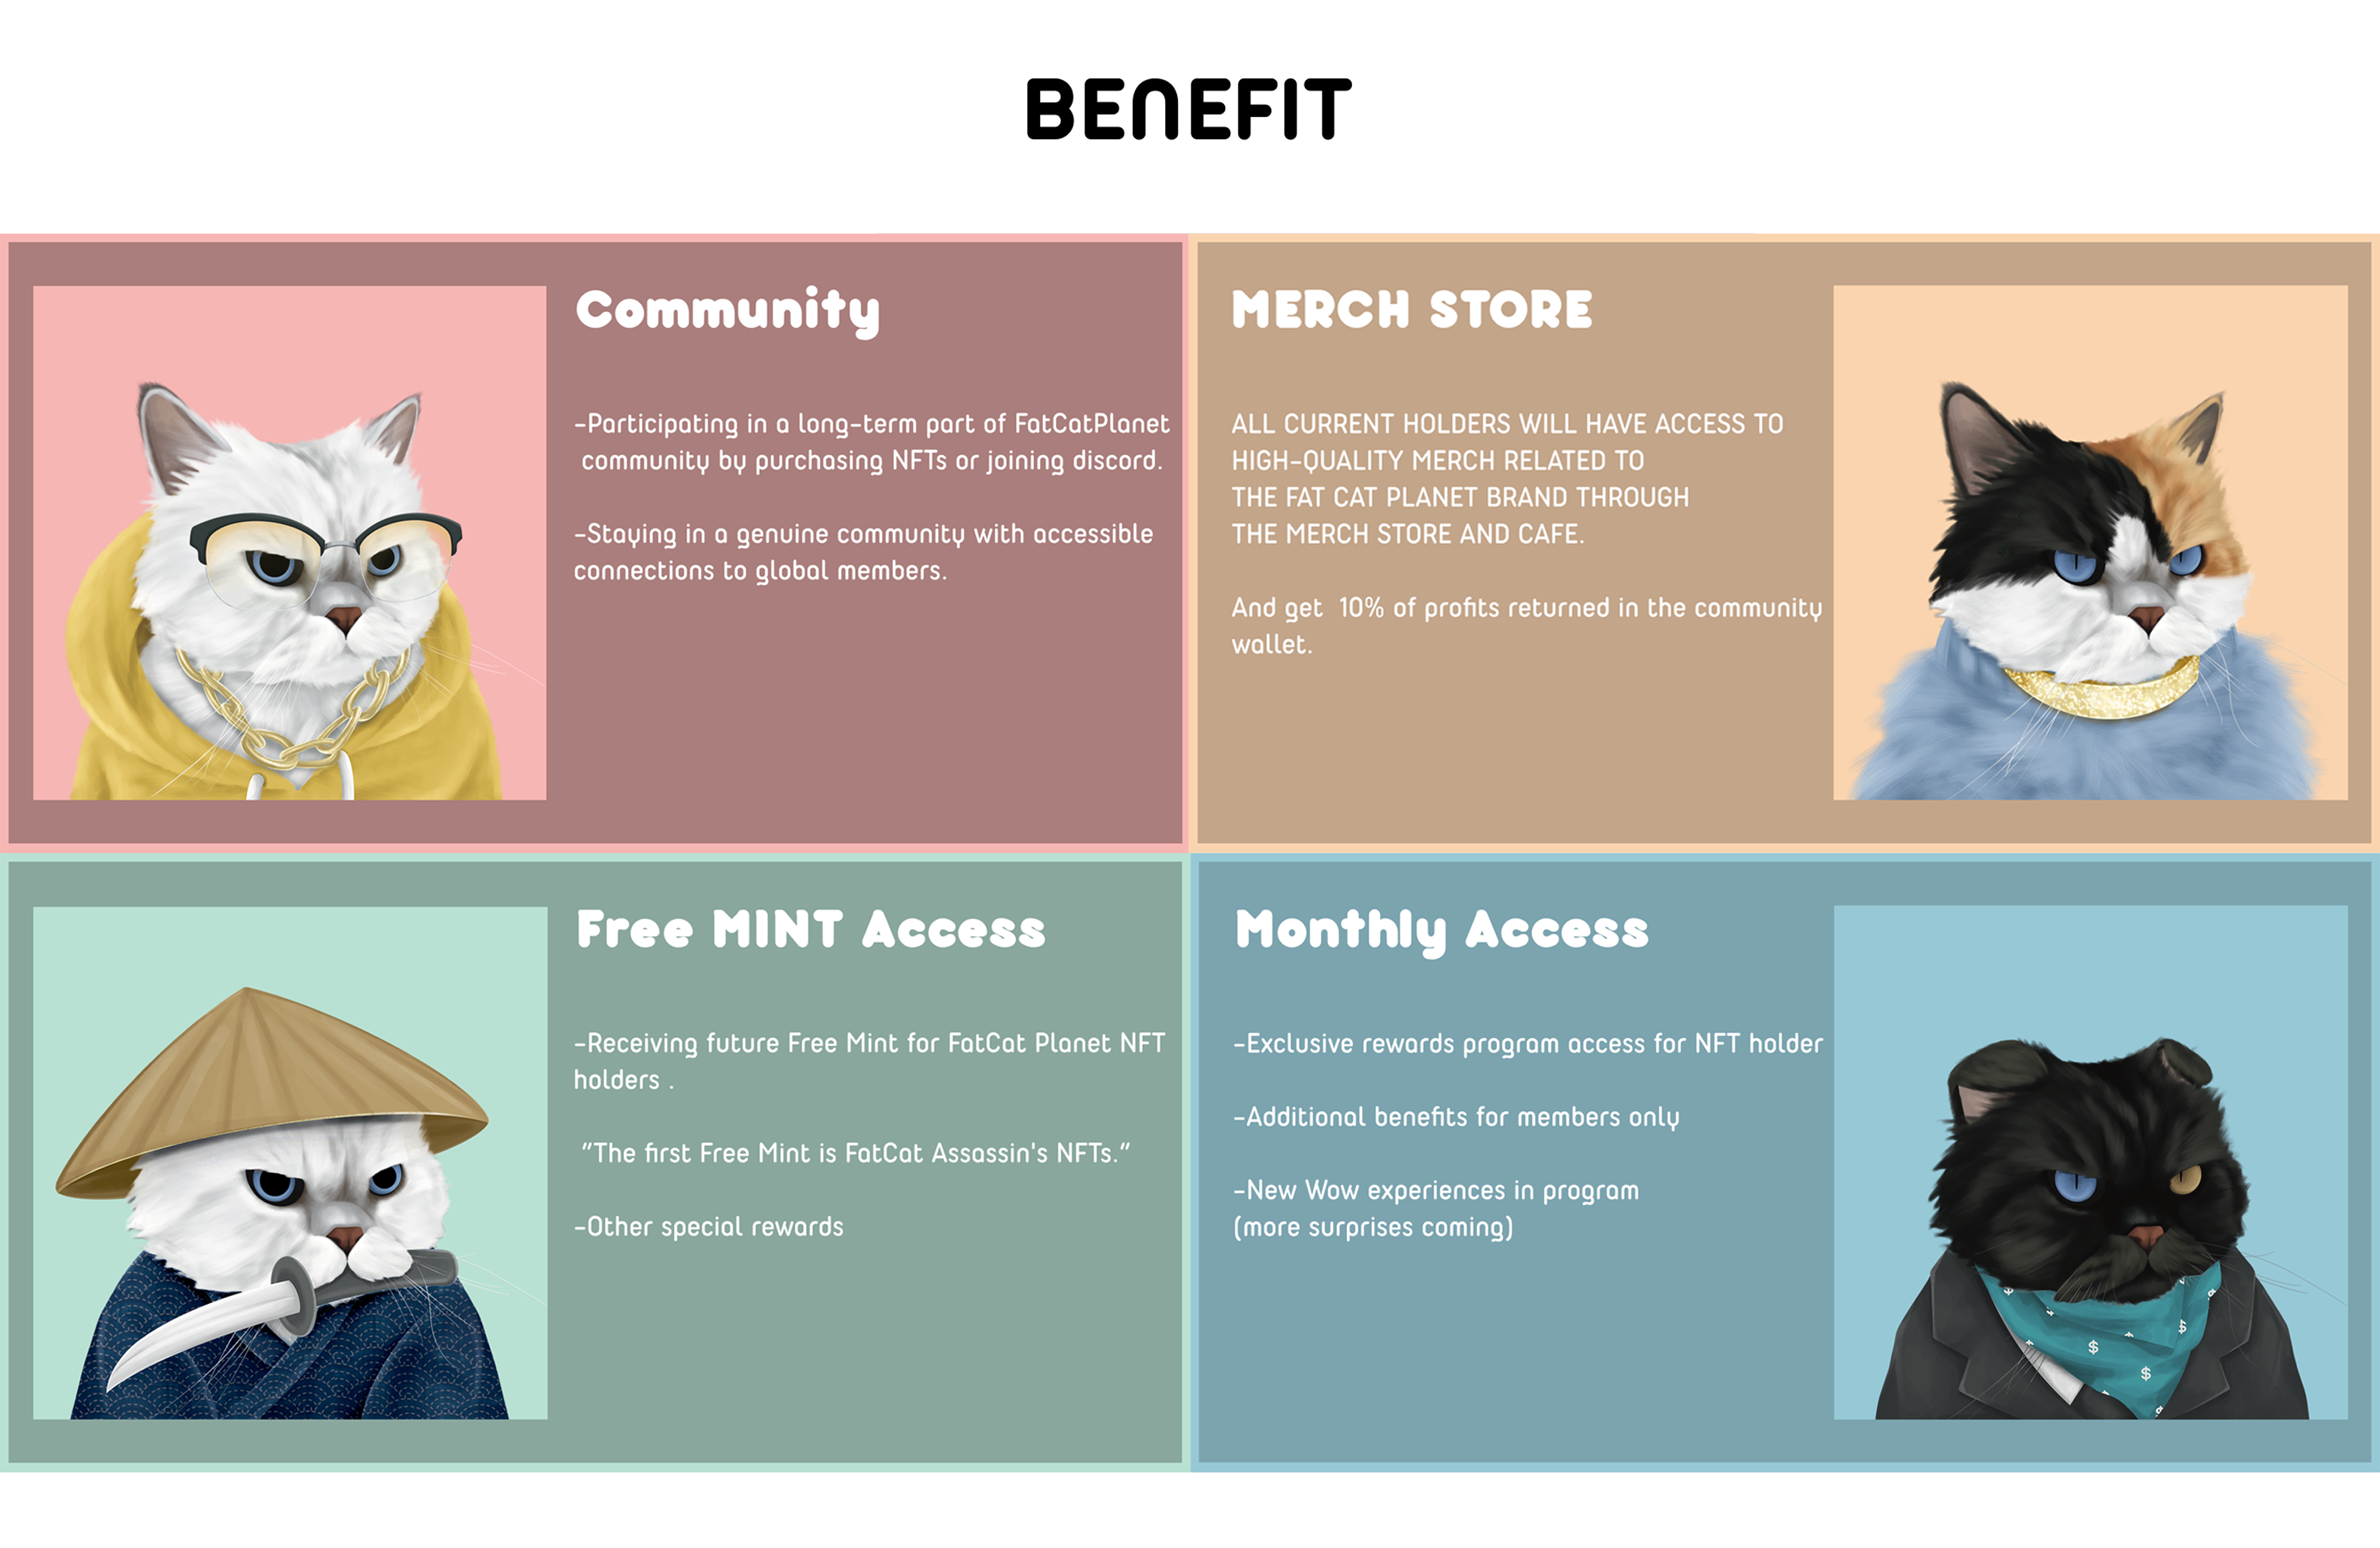 BENEFIT
Community
-Participating in a long-term part of FatCatPlanet
community by purchasing NFTs or joining discord.
-Staying in a genuine community with accessible
connections to global members.
MERCH STORE
ALL CURRENT HOLDERS WILL HAVE ACCESS TO
HIGH-QUALITY MERCH RELATED TO
THE FAT CAT PLANET BRAND THROUGH
THE MERCH STORE AND CAFE.
And get 10% of profits returned in the community
wallet.
Free MINT Access
-Receiving future Free Mint for FatCat Planet NFT
holders .
"The first Free Mint is FatCat Assassin's NFTs."
-Other special rewards
Monthly Access
-Exclusive rewards program access for NFT holder
-Additional benefits for members only
-New Wow experiences in program
(more surprises coming)